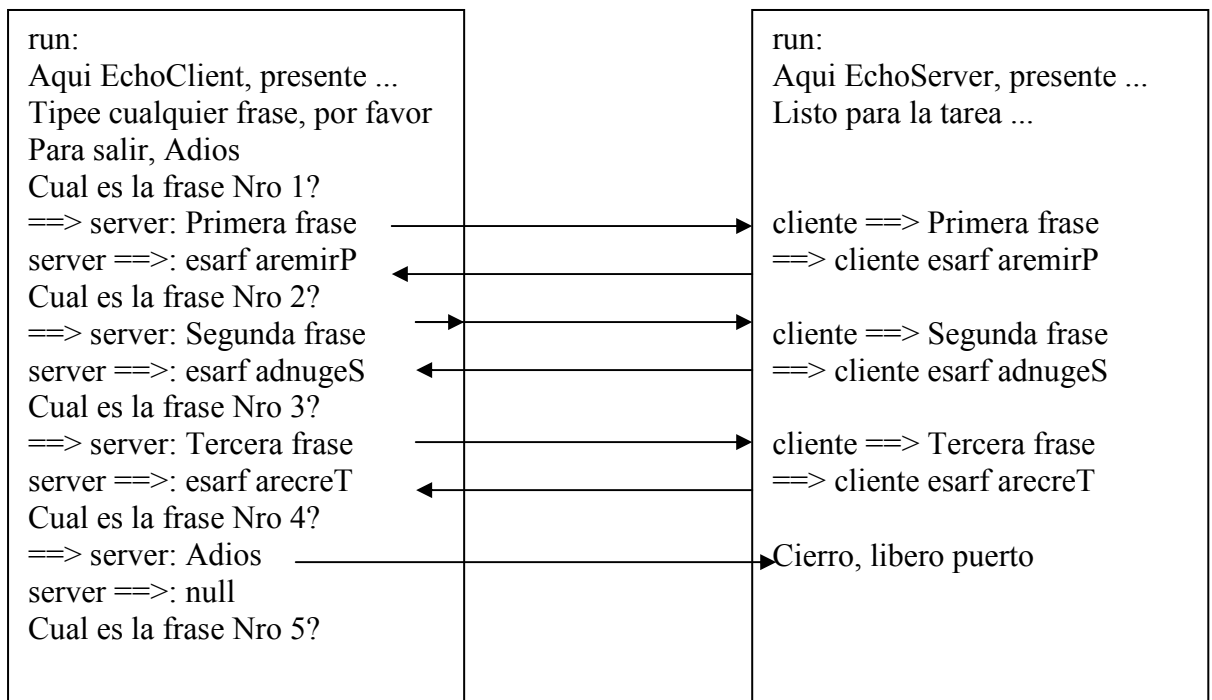 run:
Aqui EchoClient, presente ...
Tipee cualquier frase, por favor
Para salir, Adios
Cual es la frase Nro 1?
==> server: Primera frase
server ==>: esarf aremirP
Cual es la frase Nro 2?
==> server: Segunda frase
server ==>: esarf adnugeS
Cual es la frase Nro 3?
==> server: Tercera frase
server ==>: esarf arecreT
Cual es la frase Nro 4?
==> server: Adios
server ==>: null
Cual es la frase Nro 5?
run:
Aqui EchoServer, presente ...
Listo para la tarea ...
cliente ==> Primera frase
==> cliente esarf aremirP
cliente ==> Segunda frase
==> cliente esarf adnugeS
cliente ==> Tercera frase
==> cliente esarf arecreT
Cierro, libero puerto